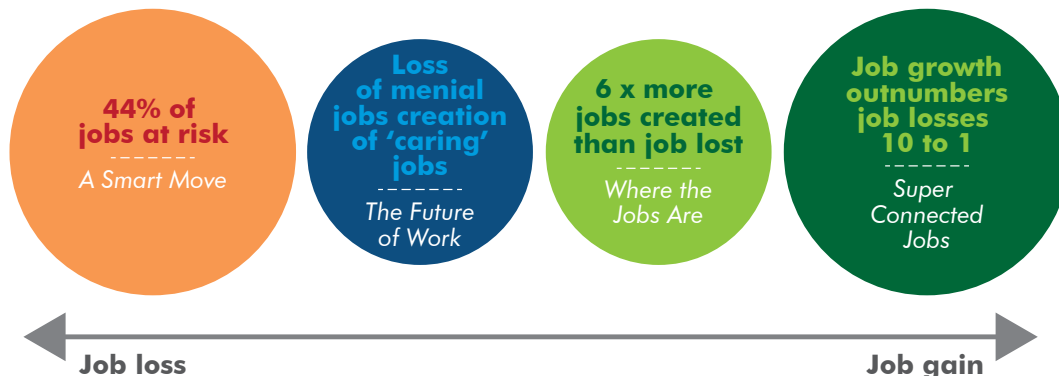 44% of
jobs at risk
A Smart Move
Loss
of menial
jobs creation
of ‘caring‘
jobs
The Future
of Work
6 x more
jobs created
than job lost
Where the
Jobs Are
Job growth
outnumbers
job losses
10 to 1
Super
Connected
Jobs
Job loss
Job gain